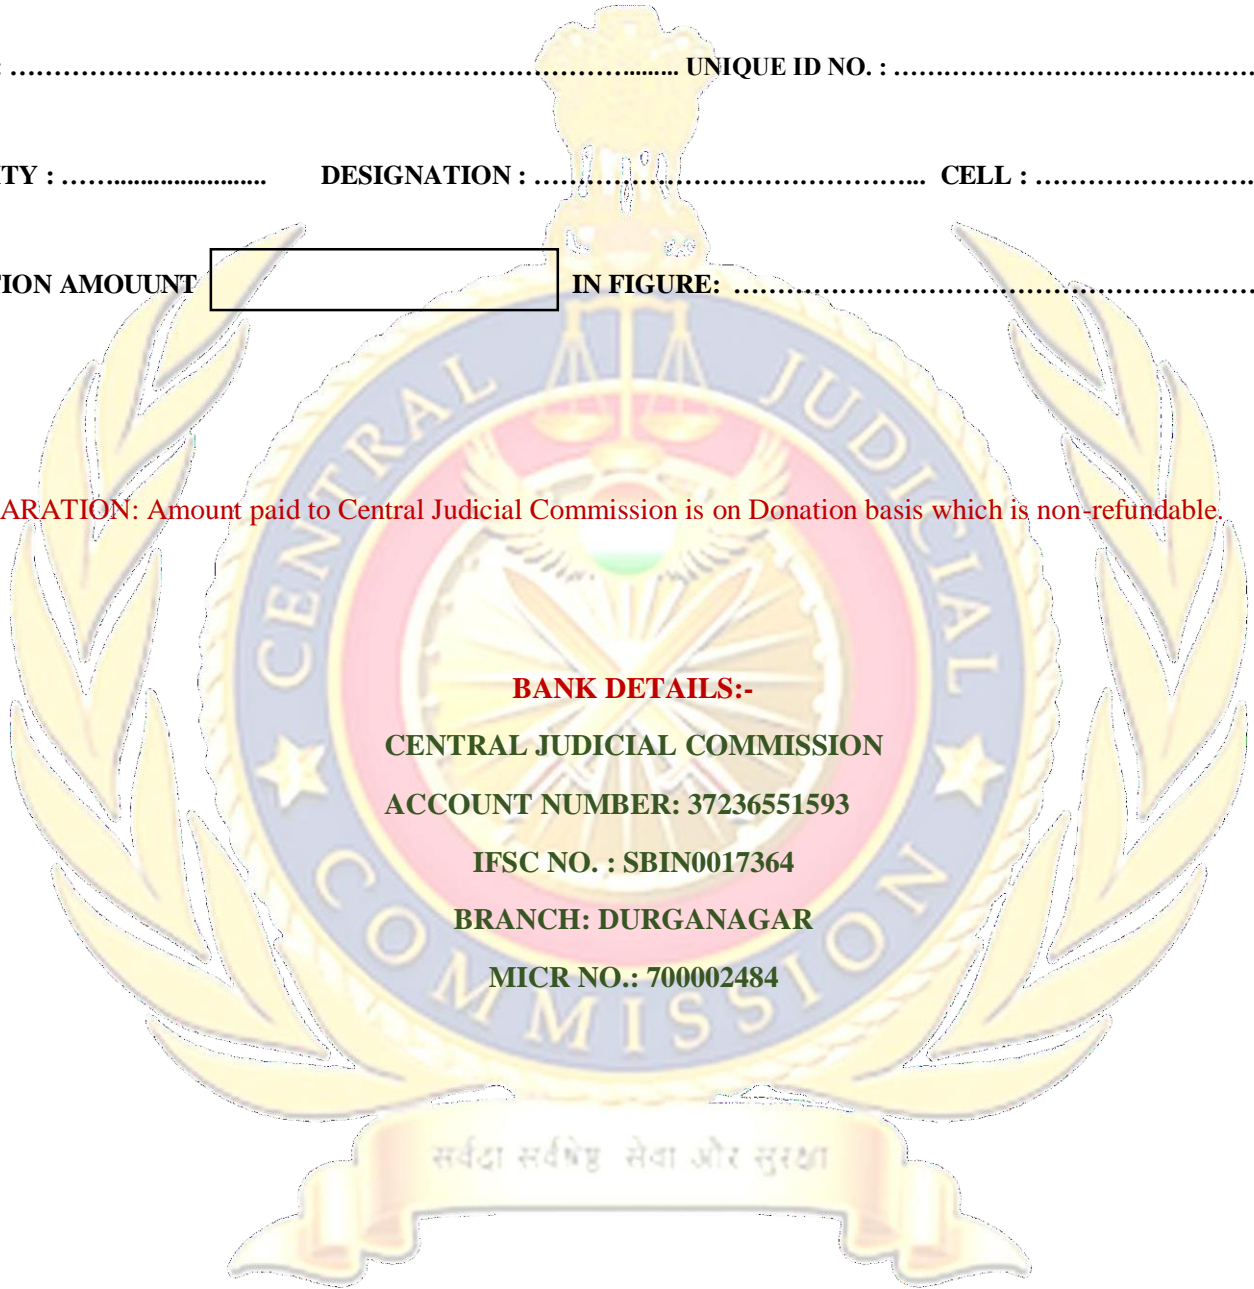 : ……………………………………………………………......... UNIQUE ID NO. : …………………………………….
ITY : ……....................... DESIGNATION : …………………………………….. CELL : …………………….
TION AMOUUNT IN FIGURE: …………………………………………………….
ARATION: Amount paid to Central Judicial Commission is on Donation basis which is non-refundable.
BANK DETAILS:-
CENTRAL JUDICIAL COMMISSION
ACCOUNT NUMBER: 37236551593
IFSC NO. : SBIN0017364
BRANCH: DURGANAGAR
MICR NO.: 700002484
CENTRAL JUDICIAL
COMMISSION
सर्वदा सर्वश्रेष्ठ सेवा और सुरक्षा